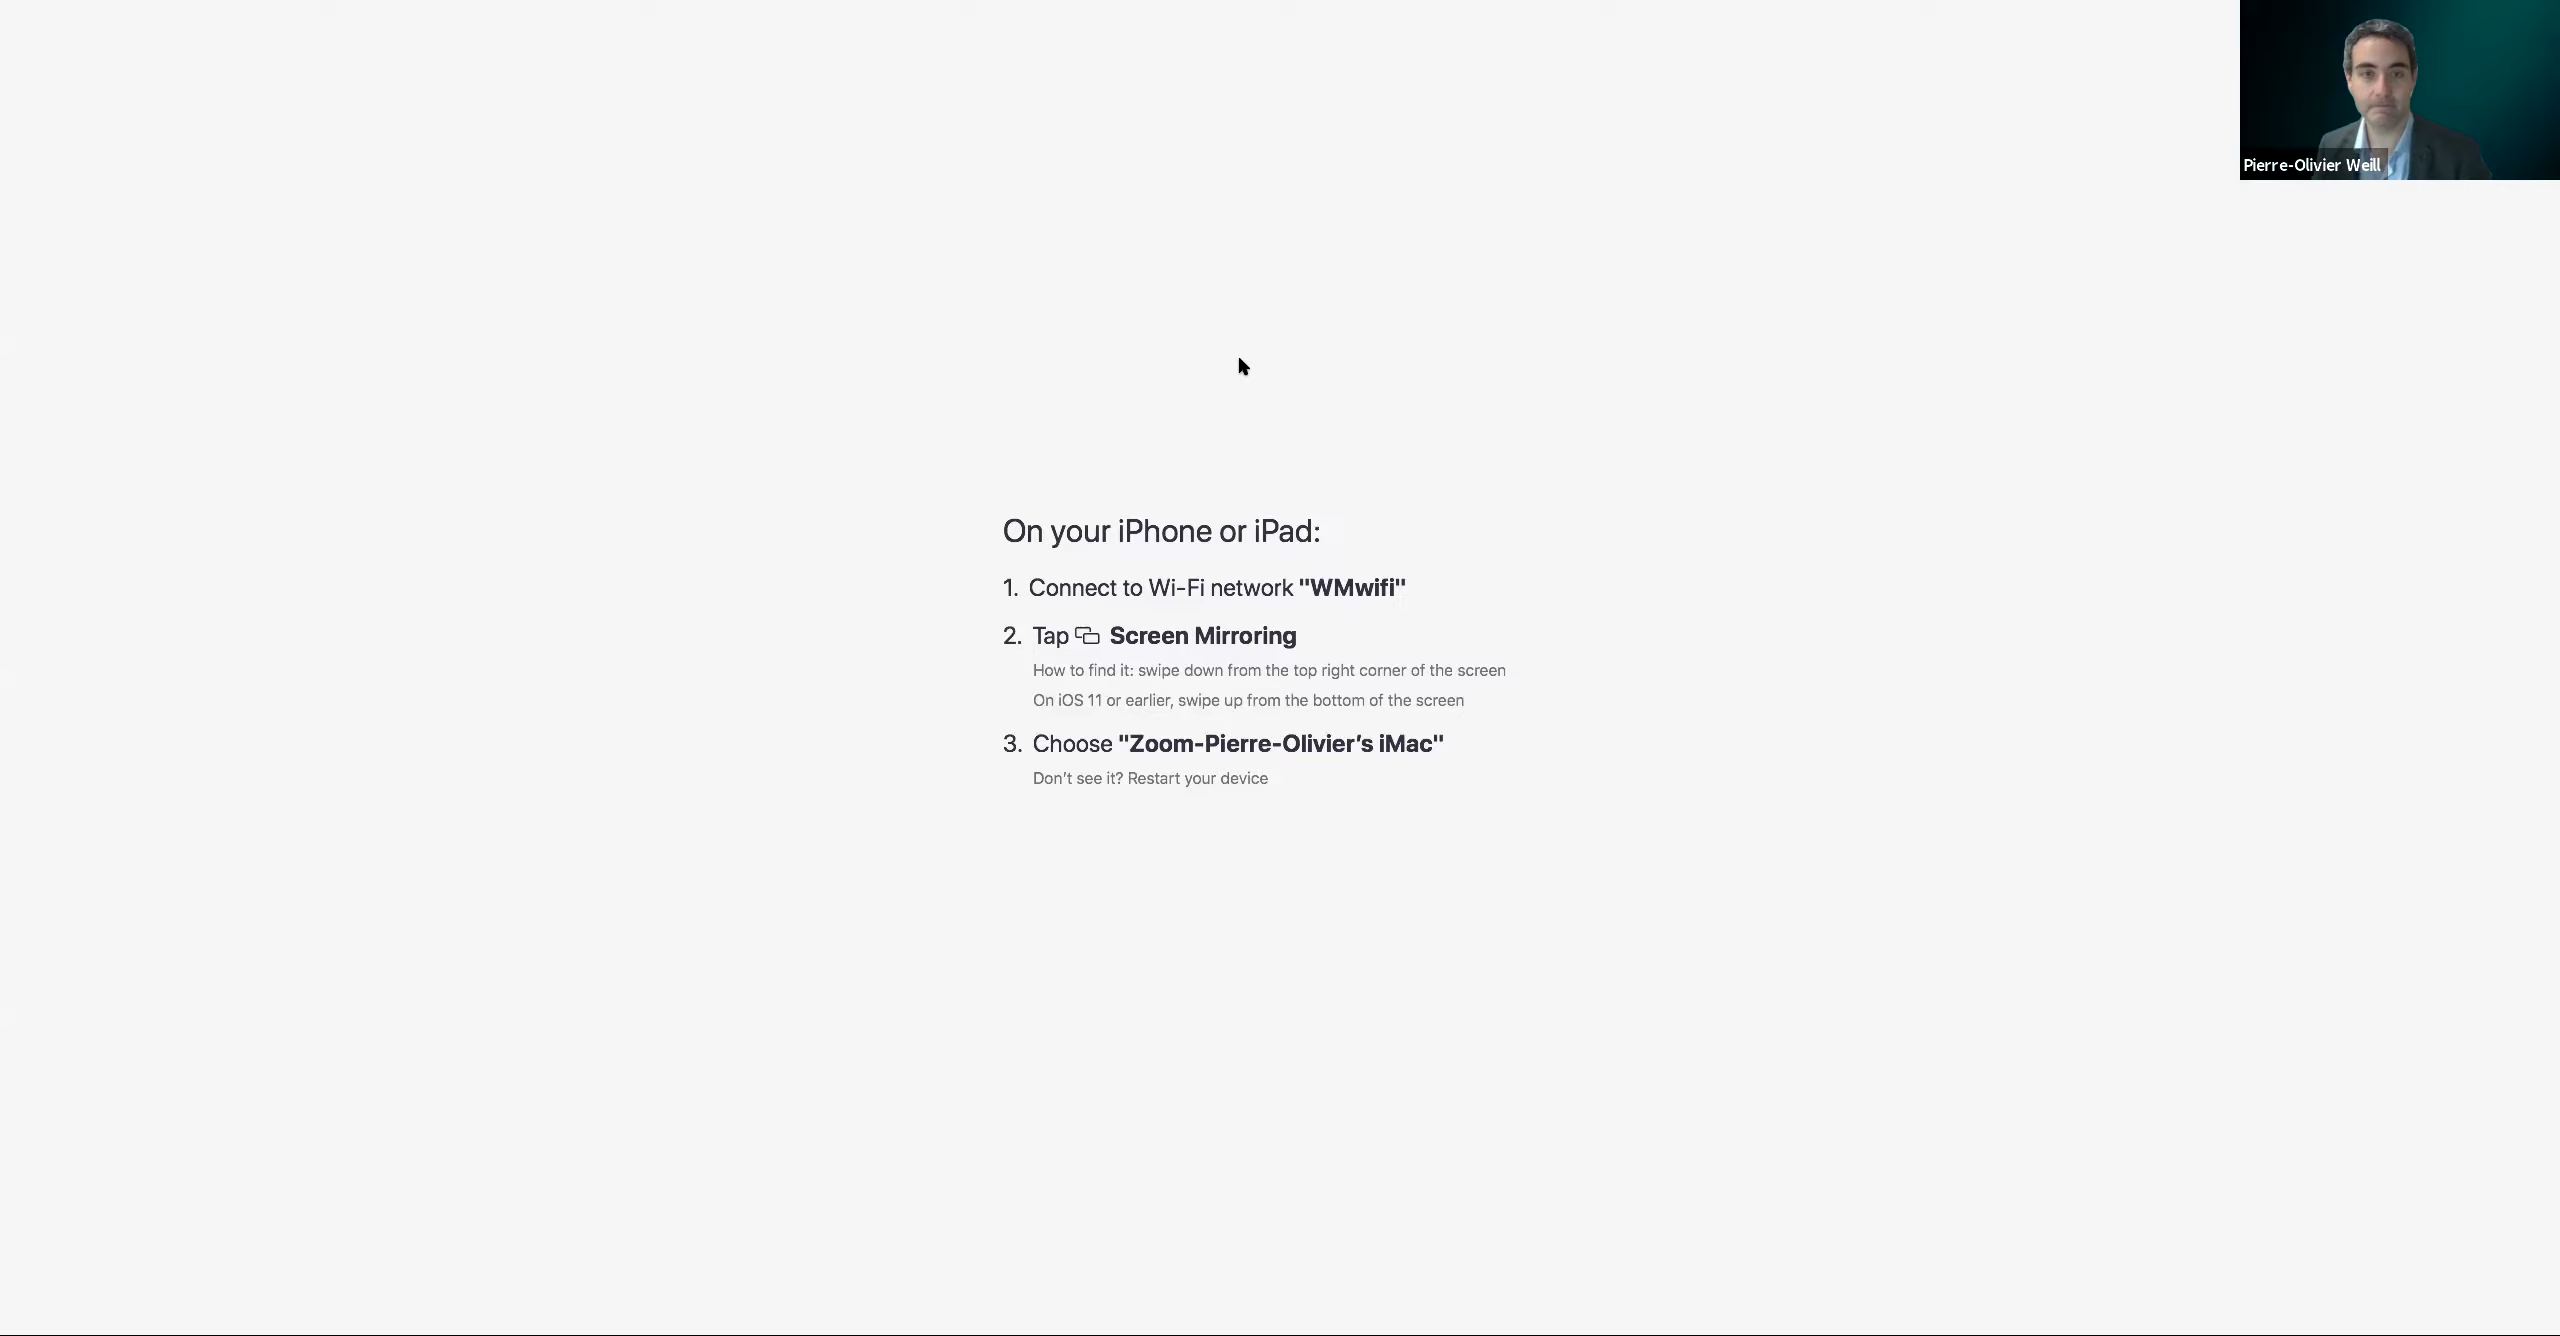 Pierre-Olivier Weill
On your iPhone or iPad:
1. Connect to Wi-Fi network "WMwifi"
2. Tap Screen Mirroring
How to find it: swipe down from the top right corner of the screen
On iOS 11 or earlier, swipe up from the bottom of the screen
3. Choose "Zoom-Pierre-Olivier’s iMac"
Don’t see it? Restart your device